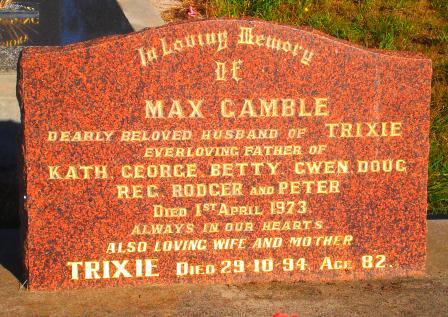 In Loving Memory
Of
MAX GAMBLE
DEARLY BELOVED HUSBAND OF TRIXIE
EVERLOVING FATHER OF
KATH GEORGE BETTY GWEN DOUG
REG RODGER AND PETER
DIED 1ST APRIL 1973
ALWAYS IN OUR HEARTS
ALSO LOVING WIFE AND MOTHER
TRIXIE DIED 29-10-94 AGE 82.